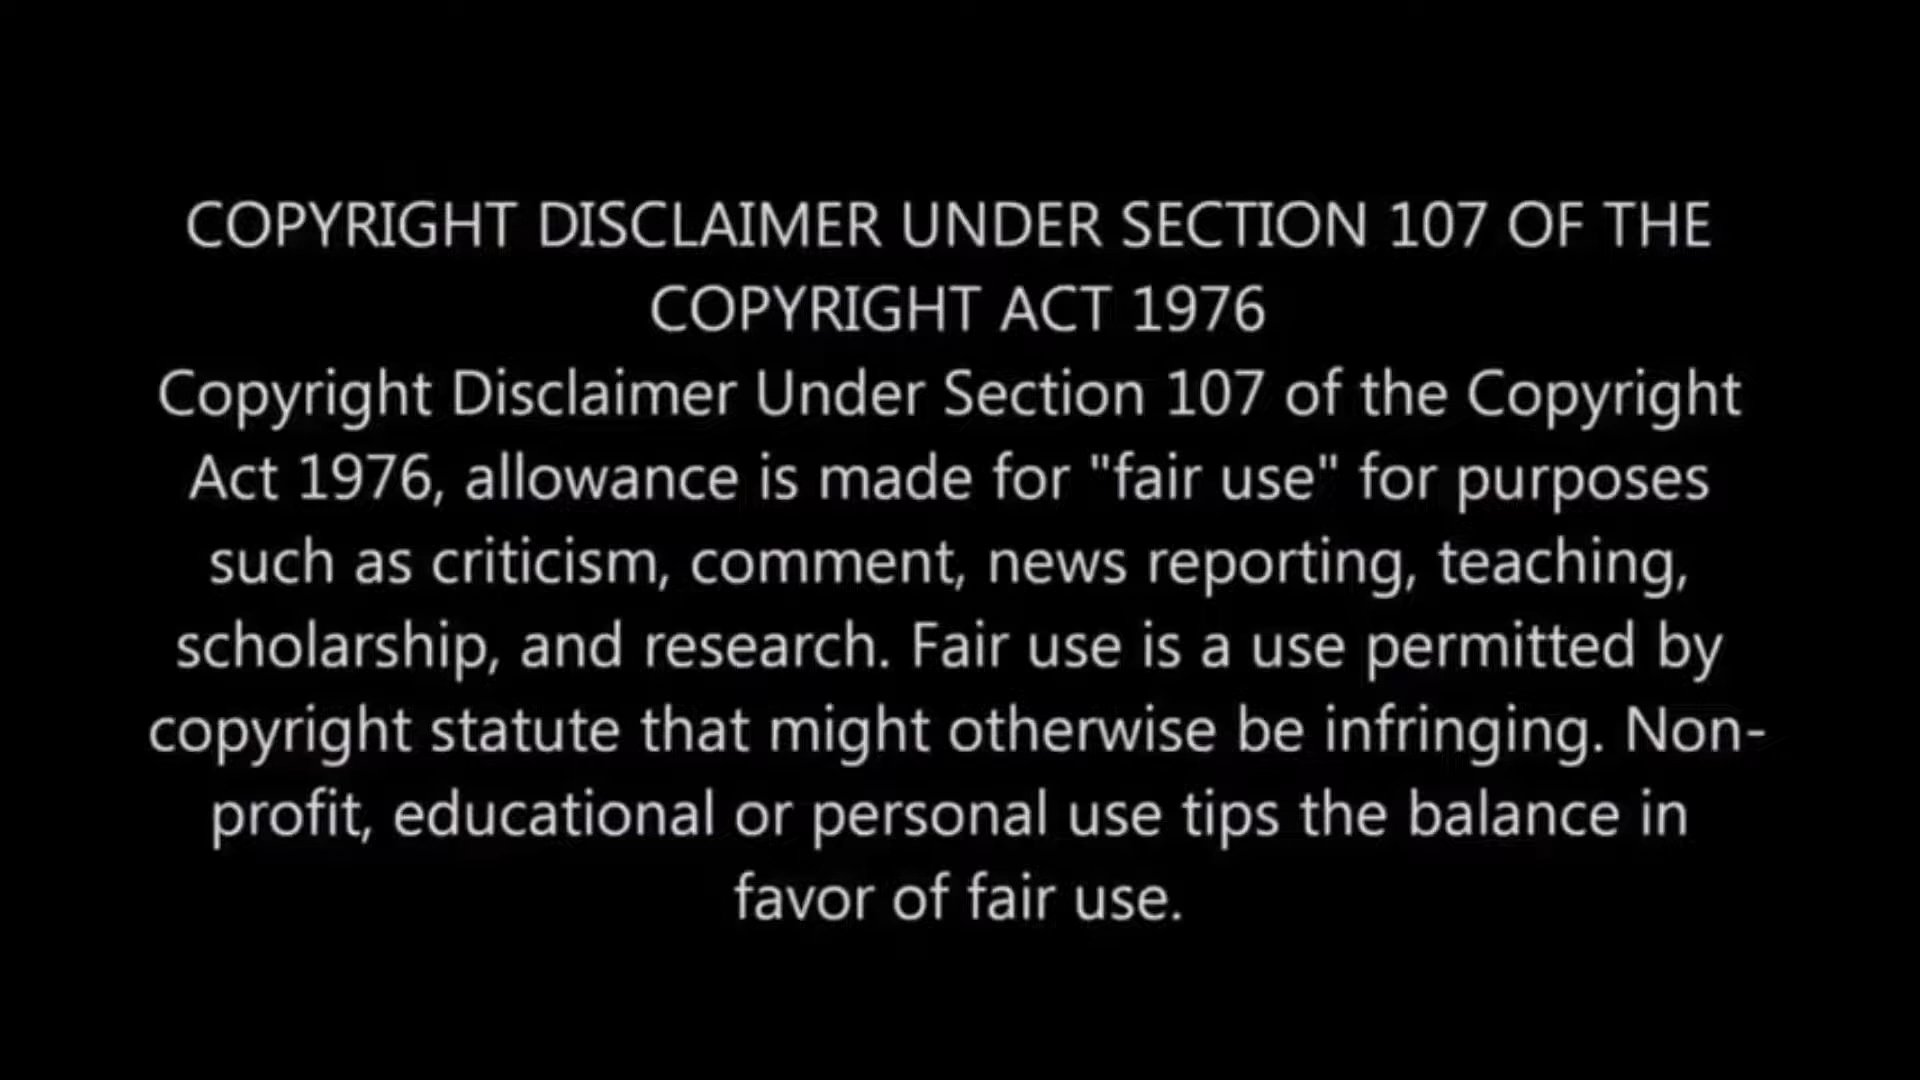 COPYRIGHT DISCLAIMER UNDER SECTION 107 OF THE
COPYRIGHT ACT 1976
Copyright Disclaimer Under Section 107 of the Copyright
Act 1976, allowance is made for "fair use" for purposes
such as criticism, comment, news reporting, teaching,
scholarship, and research. Fair use is a use permitted by
copyright statute that might otherwise be infringing. Non-
profit, educational or personal use tips the balance in
favor of fair use.